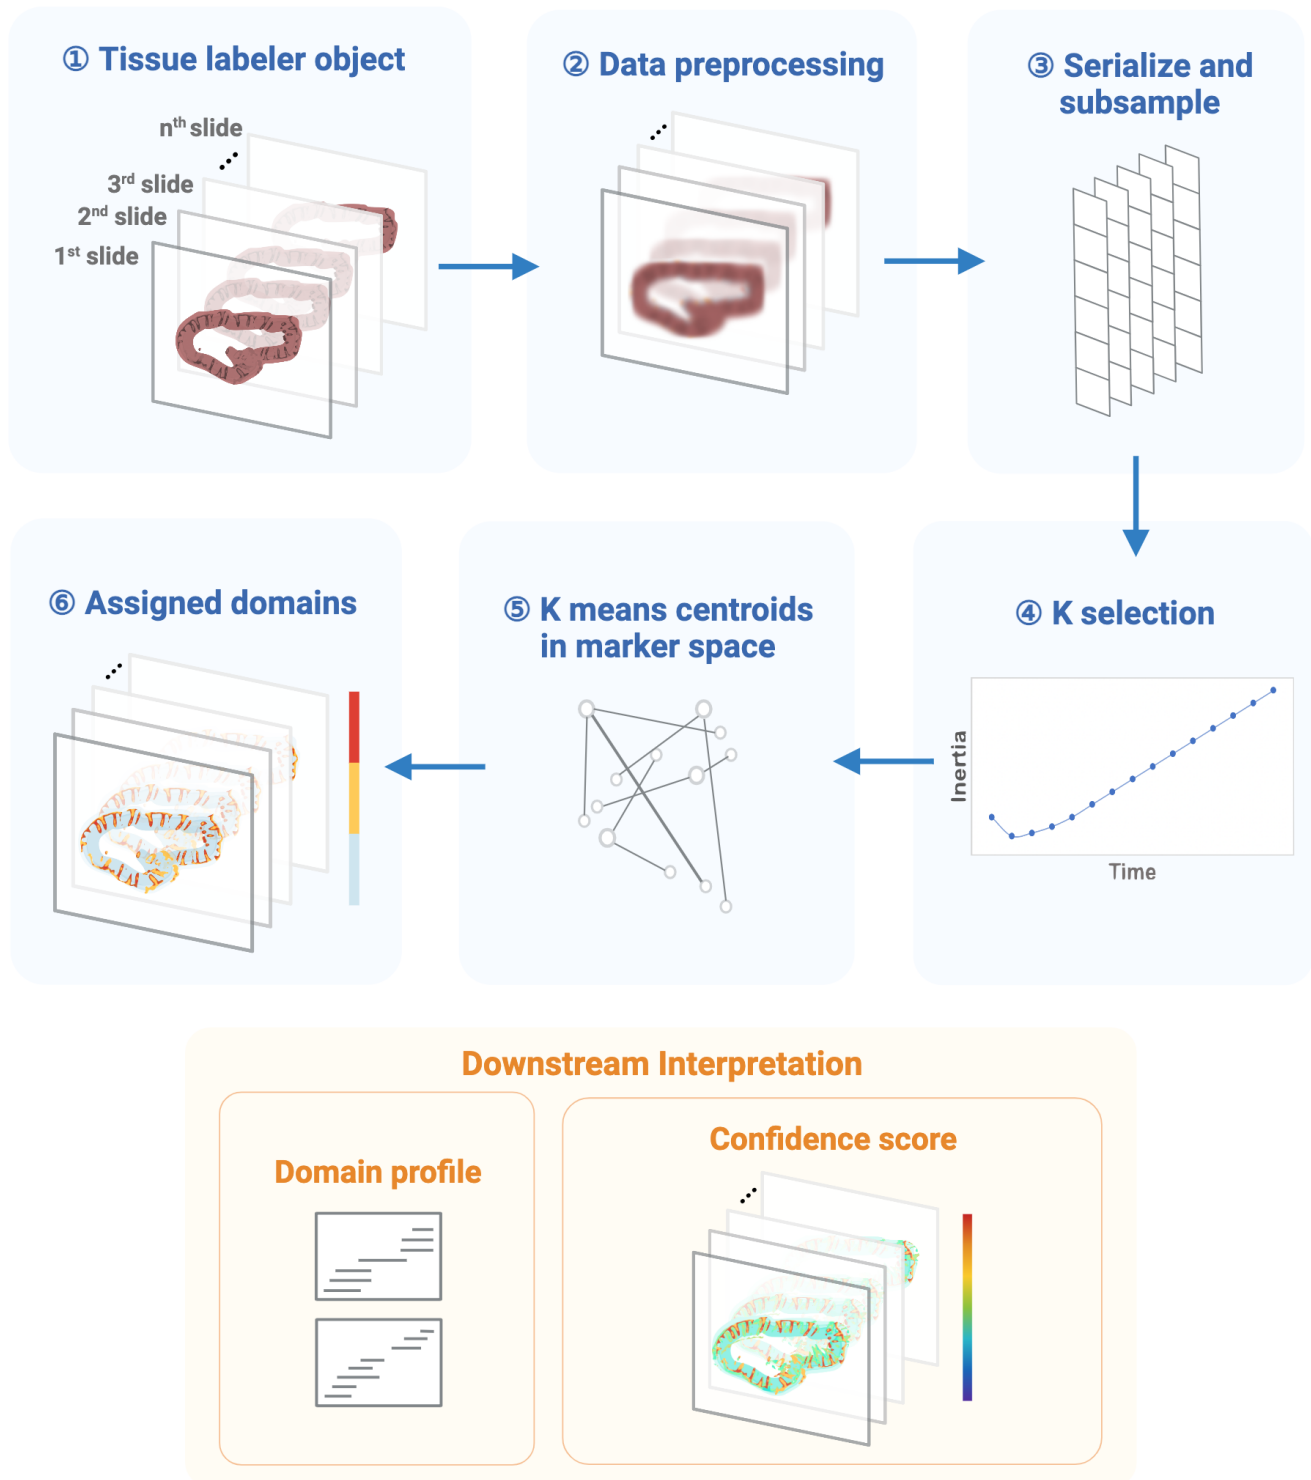 ① Tissue labeler object
nth slide
3rd slide
2nd slide
1st slide
② Data preprocessing
③ Serialize and
subsample
④ K selection
Inertia
Time
⑤ K means centroids
in marker space
⑥ Assigned domains
Downstream Interpretation
Domain profile
Confidence score